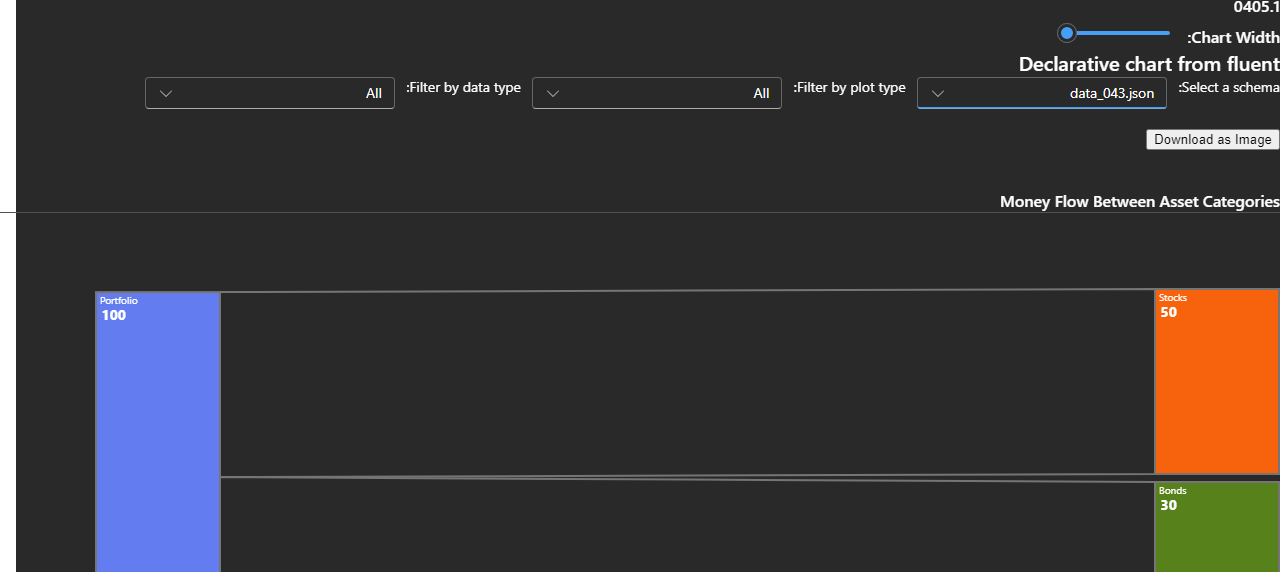 0405.1
Chart Width:
Declarative chart from fluent
Select a schema:
data_043.json
Filter by plot type:
All
Filter by data type:
All
Download as Image
Money Flow Between Asset Categories
Portfolio
100
Stocks
50
Bonds
30